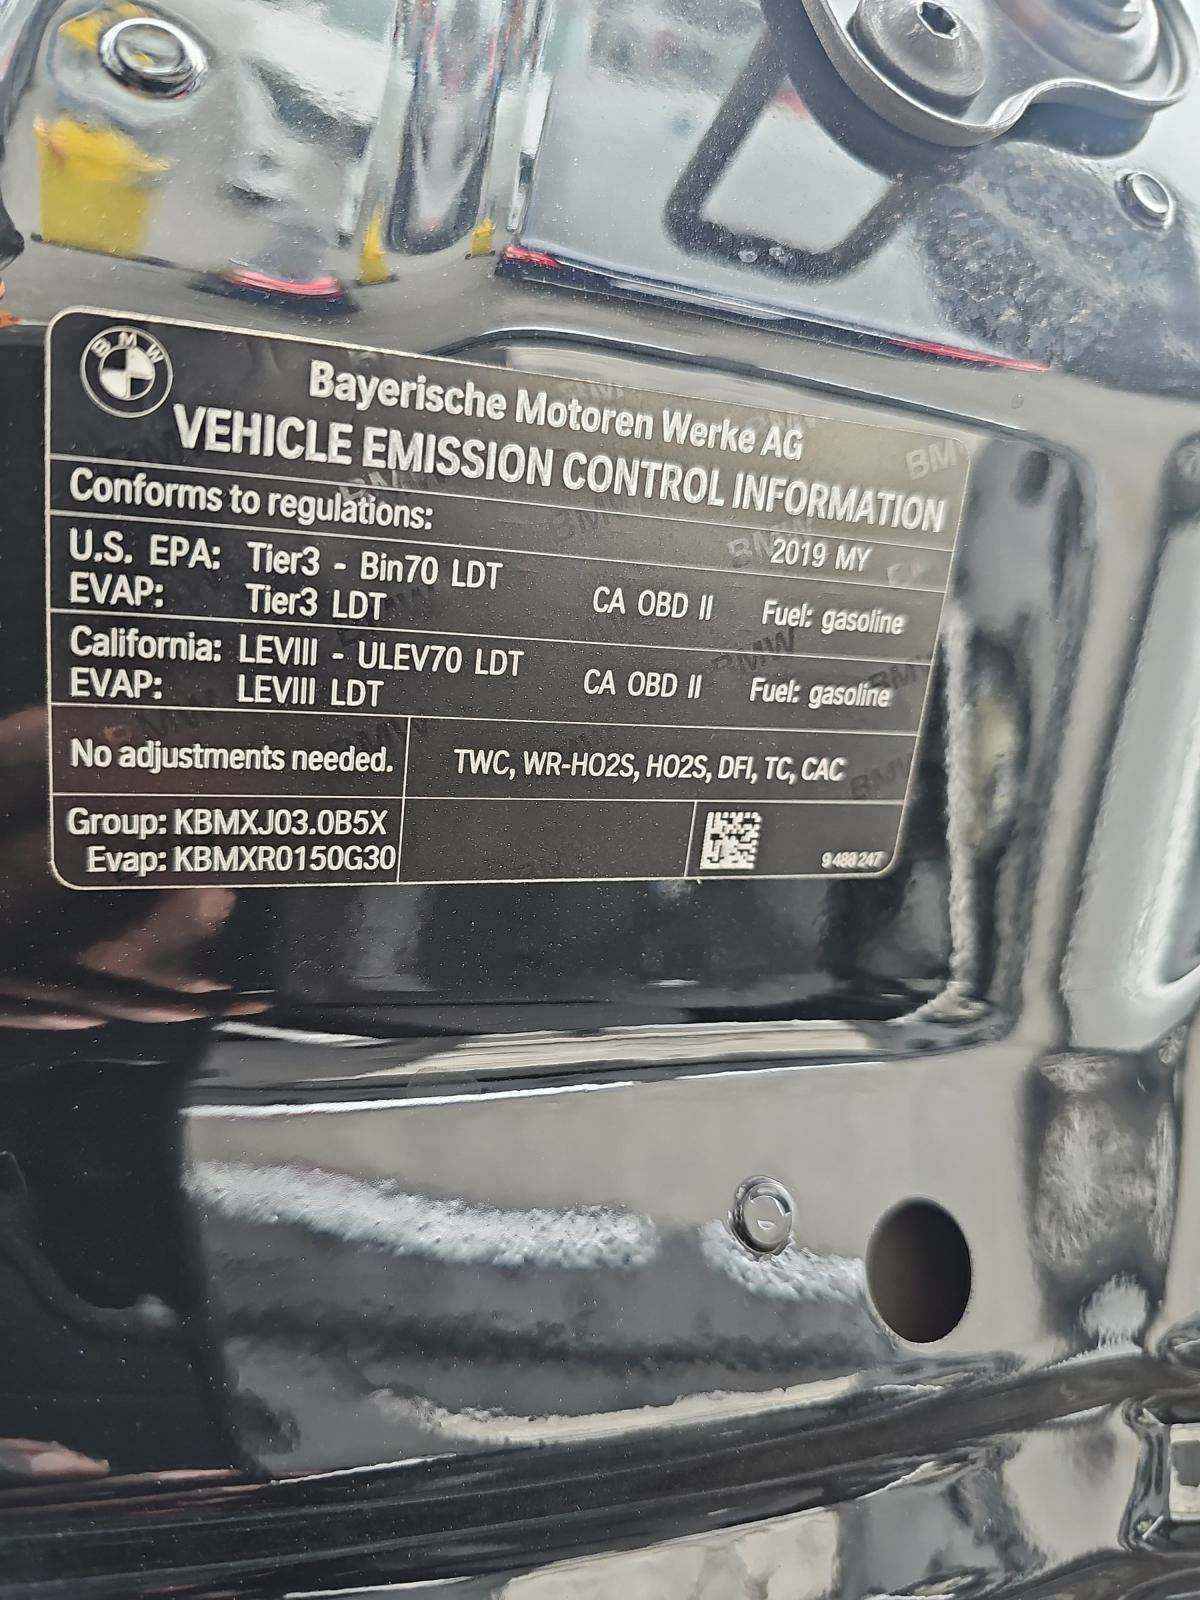 BMW
Bayerische Motoren Werke AG
VEHICLE EMISSION CONTROL INFORMATION
Conforms to regulations:
2019 MY
U.S. EPA: Tier3 - Bin70 LDT
EVAP: Tier3 LDT
CA OBD II Fuel: gasoline
California: LEVIII - ULEV70 LDT
EVAP: LEVIII LDT
CA OBD II Fuel: gasoline
No adjustments needed.
TWC, WR-HO2S, HO2S, DFI, TC, CAC
Group: KBMXJ03.0B5X
Evap: KBMXR0150G30
9 488 247